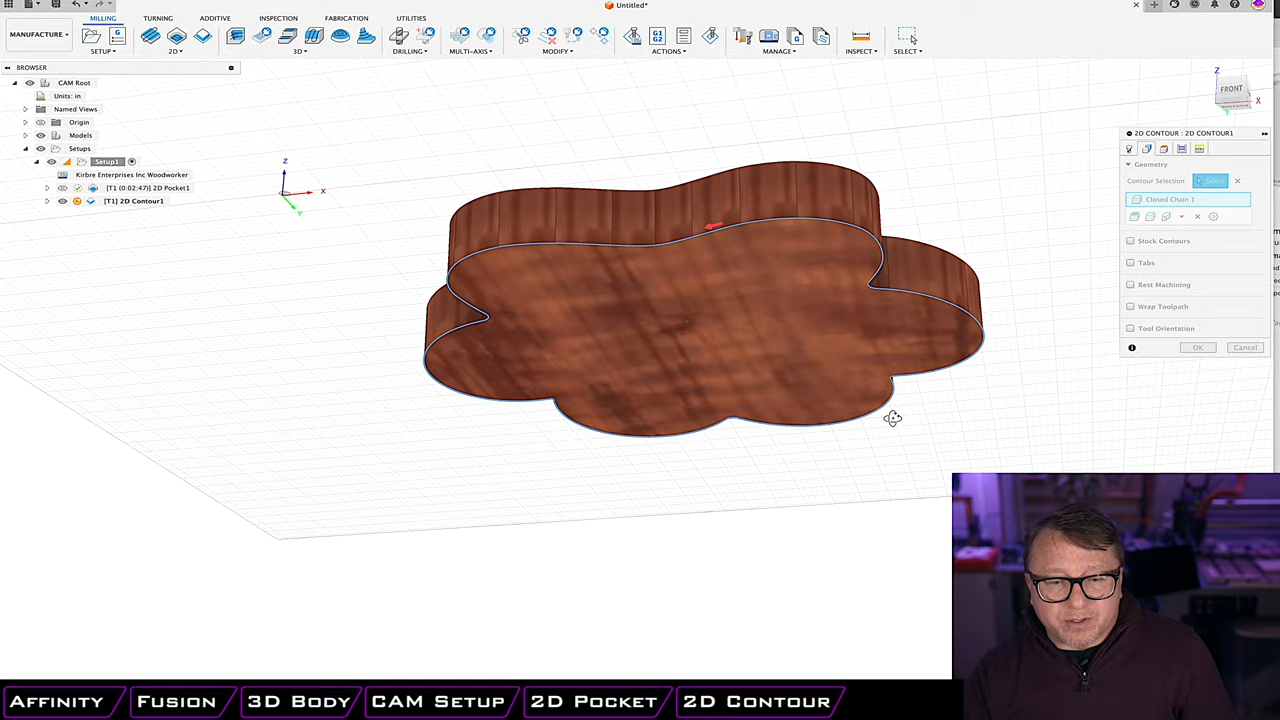 Untitled*
MILLING TURNING ADDITIVE INSPECTION FABRICATION UTILITIES
MANUFACTURE
G1 G2
SETUP 2D 3D DRILLING MULTI-AXIS MODIFY ACTIONS MANAGE INSPECT SELECT
BROWSER
CAM Root
Units: in
Named Views
Origin
Models
Setups
Setup1
Kirbre Enterprises Inc Woodworker
[T1 (0:02:47)] 2D Pocket1
[T1] 2D Contour1
Z
X
Y
Z
FRONT
X
2D CONTOUR : 2D CONTOUR1
Geometry
Contour Selection Select
Closed Chain 1
Stock Contours
Tabs
Rest Machining
Wrap Toolpath
Tool Orientation
OK Cancel
AFFINITY FUSION 3D BODY CAM SETUP 2D POCKET 2D CONTOUR